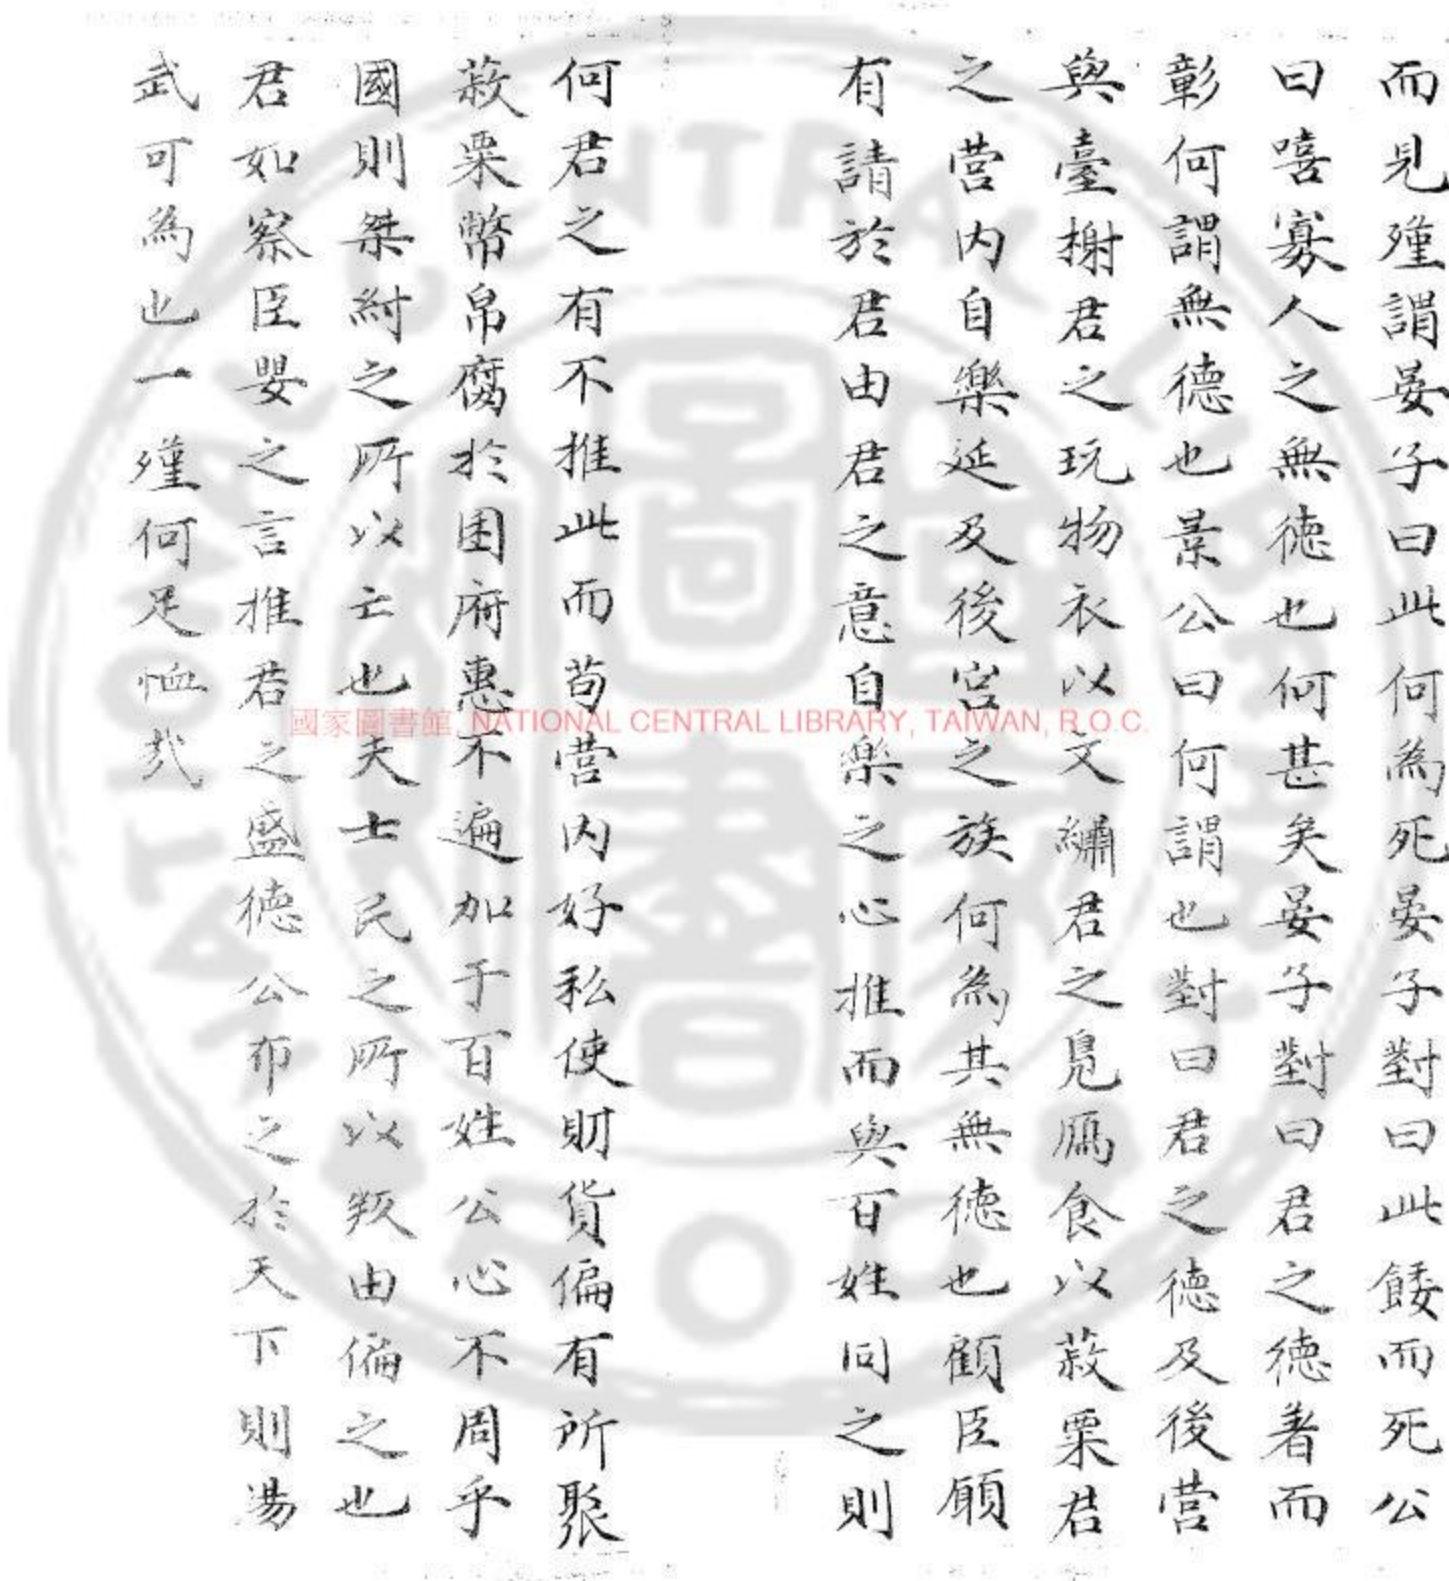 而見殣謂晏子曰此何為死晏子對曰此餧而死公
曰嘻寡人之無德也何甚矣晏子對曰君之德著而
彰何謂無德也景公曰何謂也對曰君之德及後營
與臺榭君之玩物衣以文繡君之鳧鴈食以菽粟君
之營內自樂延及後宮之族何為其無德也顧臣願
有請於君由君之意自樂之心推而與百姓同之則
何君之有不推此而苟營內好私使財貨偏有所聚
菽粟幣帛腐於囷府惠不遍加于百姓公心不周乎
國則桀紂之所以亡也夫士民之所以叛由偏之也
君如察臣嬰之言推君之盛德公布之於天下則湯
武可為也一殣何足恤哉
國家圖書館, NATIONAL CENTRAL LIBRARY, TAIWAN, R.O.C.